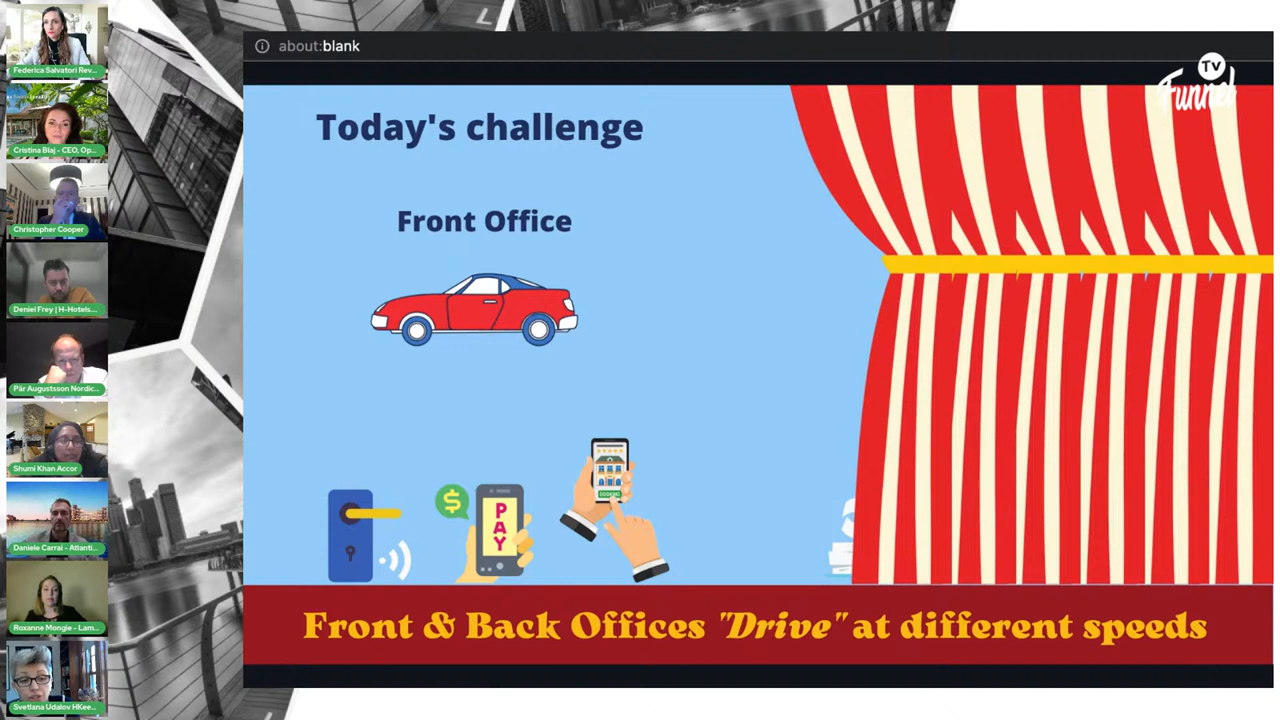 Federica Salvatori Rev...
Cristina Blaj - CEO, Op...
Christopher Cooper
Deniel Frey | H-Hotels...
Pär Augustsson Nordic...
Shumi Khan Accor
Daniele Carrai - Atlanti...
Roxanne Mongie - Lam...
Svetlana Udalov HKee...
about:blank
TV
Funnel
Today's challenge
Front Office
$
PAY
BOOKING
Front & Back Offices "Drive" at different speeds